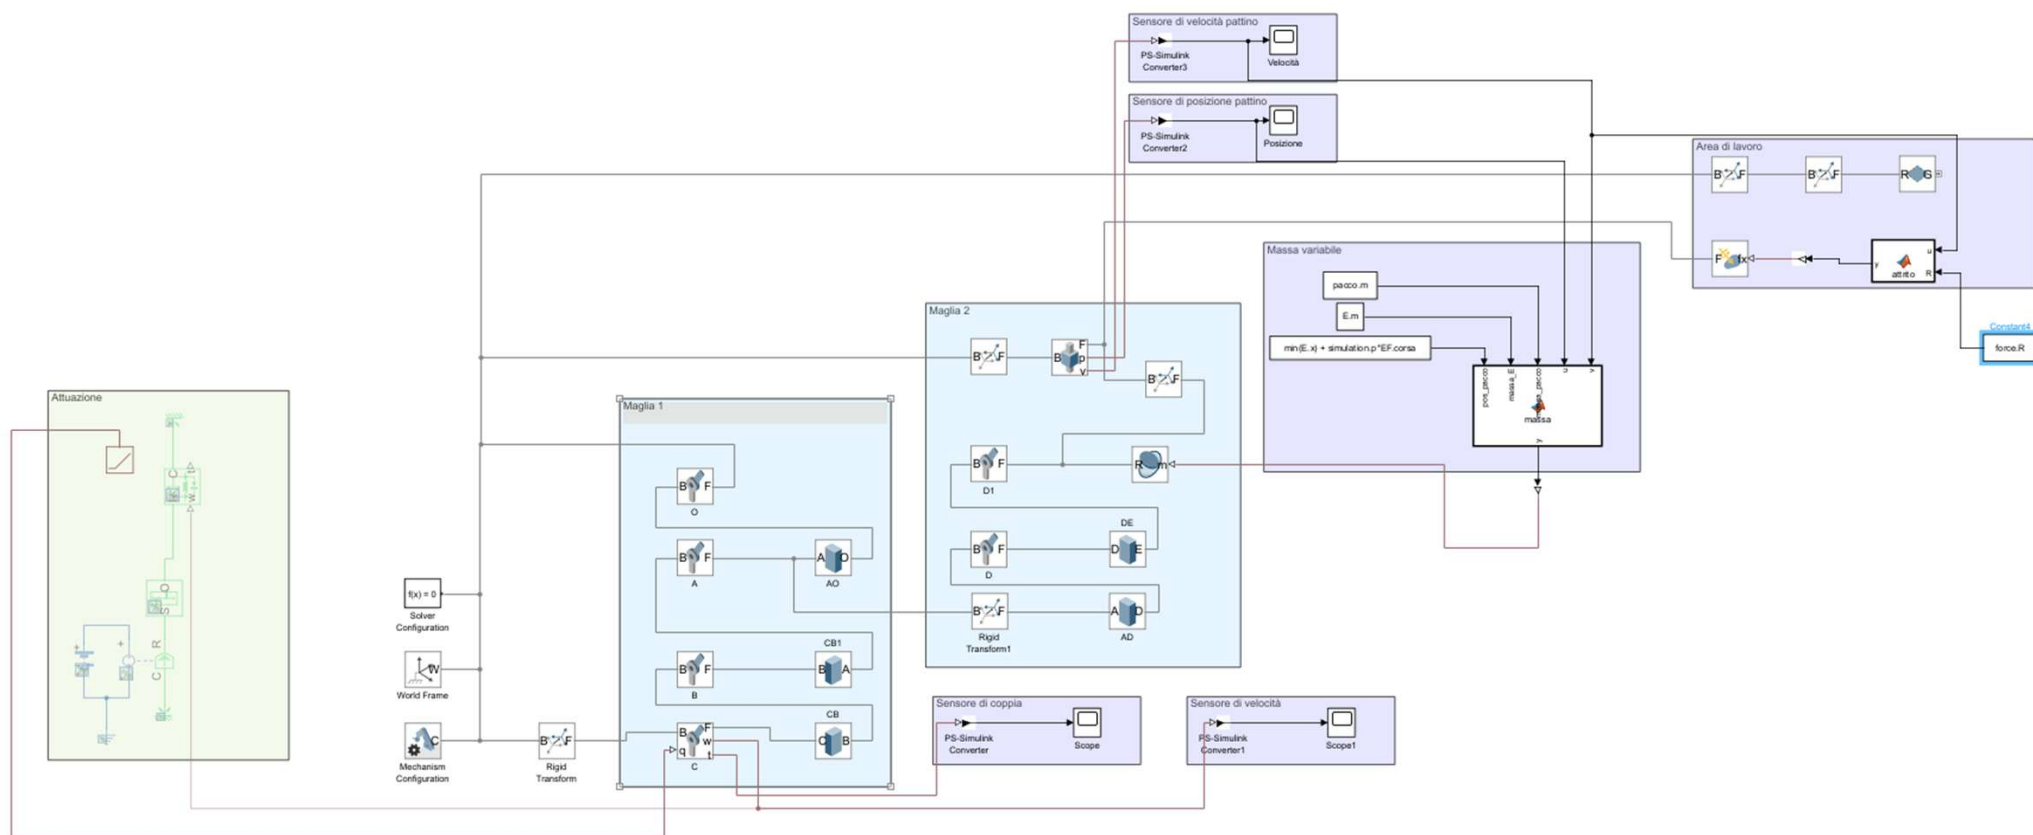 Sensore di velocità pattino
PS-Simulink
Converter3
Velocità
Sensore di posizione pattino
PS-Simulink
Converter2
Posizione
Area di lavoro
B F
B F
R S
F fx
y
attrito
u
R
Constant4
force.R
Massa variabile
pacco.m
E.m
min(E.x) + simulation.p*EF.corsa
pos_pacco
massa_E
massa
u
v
y
Maglia 2
B F
B
F
p
v
B F
B F
D1
R m
DE
B F
D
D E
B F
Rigid
Transform1
A D
AD
Maglia 1
B F
O
B F
A
A O
AO
CB1
B F
B
B A
CB
B
q
F
w
t
C
C B
Attuazione
C
W
S O
R
C
f(x) = 0
Solver
Configuration
W
World Frame
C
Mechanism
Configuration
B F
Rigid
Transform
Sensore di coppia
PS-Simulink
Converter
Scope
Sensore di velocità
PS-Simulink
Converter1
Scope1